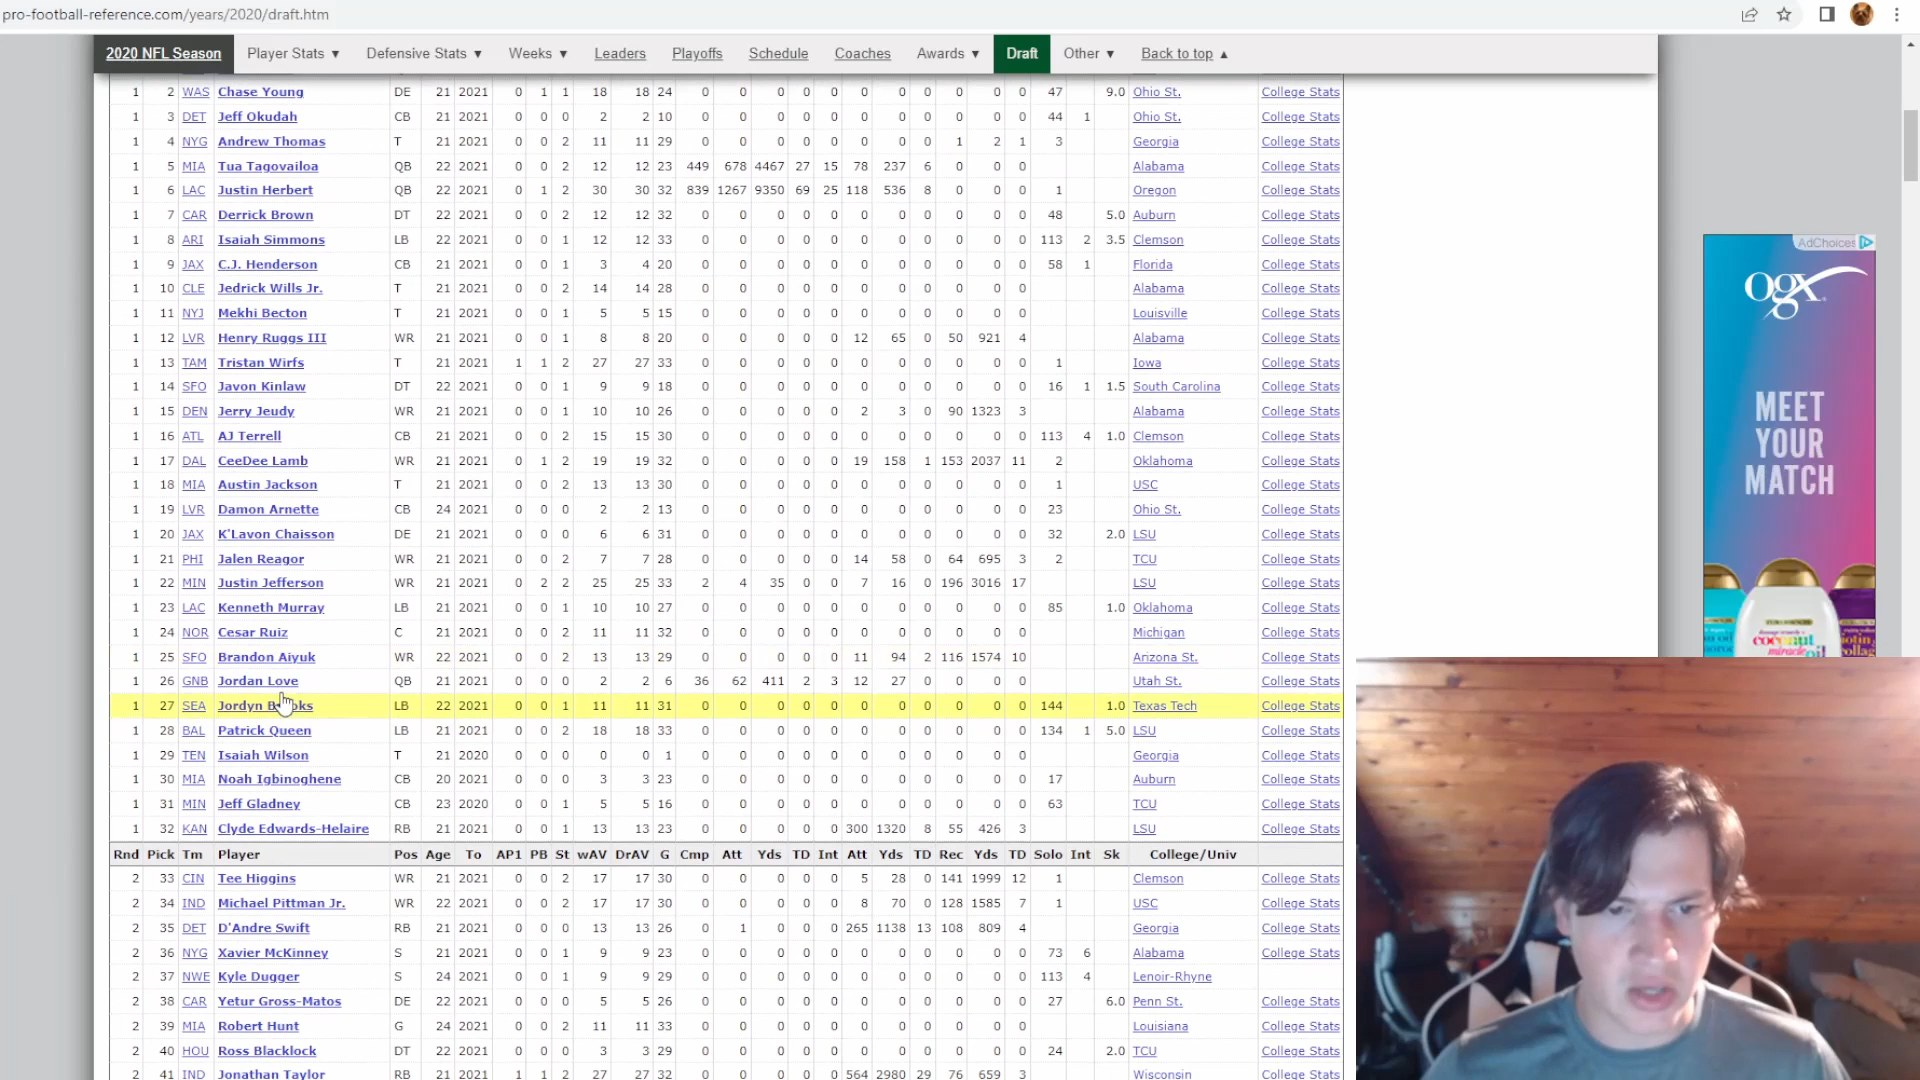 pro-football-reference.com/years/2020/draft.htm
2020 NFL Season Player Stats ▼ Defensive Stats ▼ Weeks ▼ Leaders Playoffs Schedule Coaches Awards ▼ Draft Other ▼ Back to top ▲
1 2 WAS Chase Young DE 21 2021 0 1 1 18 18 24 0 0 0 0 0 0 0 0 0 0 0 47 9.0 Ohio St. College Stats
1 3 DET Jeff Okudah CB 21 2021 0 0 0 2 2 10 0 0 0 0 0 0 0 0 0 0 0 44 1 Ohio St. College Stats
1 4 NYG Andrew Thomas T 21 2021 0 0 2 11 11 29 0 0 0 0 0 0 0 0 1 2 1 3 Georgia College Stats
1 5 MIA Tua Tagovailoa QB 22 2021 0 0 2 12 12 23 449 678 4467 27 15 78 237 6 0 0 0 Alabama College Stats
1 6 LAC Justin Herbert QB 22 2021 0 1 2 30 30 32 839 1267 9350 69 25 118 536 8 0 0 0 1 Oregon College Stats
1 7 CAR Derrick Brown DT 22 2021 0 0 2 12 12 32 0 0 0 0 0 0 0 0 0 0 0 48 5.0 Auburn College Stats
1 8 ARI Isaiah Simmons LB 22 2021 0 0 1 12 12 33 0 0 0 0 0 0 0 0 0 0 0 113 2 3.5 Clemson College Stats
1 9 JAX C.J. Henderson CB 21 2021 0 0 1 3 4 20 0 0 0 0 0 0 0 0 0 0 0 58 1 Florida College Stats
1 10 CLE Jedrick Wills Jr. T 21 2021 0 0 2 14 14 28 0 0 0 0 0 0 0 0 0 0 0 Alabama College Stats
1 11 NYJ Mekhi Becton T 21 2021 0 0 1 5 5 15 0 0 0 0 0 0 0 0 0 0 0 Louisville College Stats
1 12 LVR Henry Ruggs III WR 21 2021 0 0 1 8 8 20 0 0 0 0 0 12 65 0 50 921 4 Alabama College Stats
1 13 TAM Tristan Wirfs T 21 2021 1 1 2 27 27 33 0 0 0 0 0 0 0 0 0 0 0 1 Iowa College Stats
1 14 SFO Javon Kinlaw DT 22 2021 0 0 1 9 9 18 0 0 0 0 0 0 0 0 0 0 0 16 1 1.5 South Carolina College Stats
1 15 DEN Jerry Jeudy WR 21 2021 0 0 1 10 10 26 0 0 0 0 0 2 3 0 90 1323 3 Alabama College Stats
1 16 ATL AJ Terrell CB 21 2021 0 0 2 15 15 30 0 0 0 0 0 0 0 0 0 0 0 113 4 1.0 Clemson College Stats
1 17 DAL CeeDee Lamb WR 21 2021 0 1 2 19 19 32 0 0 0 0 0 19 158 1 153 2037 11 2 Oklahoma College Stats
1 18 MIA Austin Jackson T 21 2021 0 0 2 13 13 30 0 0 0 0 0 0 0 0 0 0 0 1 USC College Stats
1 19 LVR Damon Arnette CB 24 2021 0 0 0 2 2 13 0 0 0 0 0 0 0 0 0 0 0 23 Ohio St. College Stats
1 20 JAX K'Lavon Chaisson DE 21 2021 0 0 0 6 6 31 0 0 0 0 0 0 0 0 0 0 0 32 2.0 LSU College Stats
1 21 PHI Jalen Reagor WR 21 2021 0 0 2 7 7 28 0 0 0 0 0 14 58 0 64 695 3 2 TCU College Stats
1 22 MIN Justin Jefferson WR 21 2021 0 2 2 25 25 33 2 4 35 0 0 7 16 0 196 3016 17 LSU College Stats
1 23 LAC Kenneth Murray LB 21 2021 0 0 1 10 10 27 0 0 0 0 0 0 0 0 0 0 0 85 1.0 Oklahoma College Stats
1 24 NOR Cesar Ruiz C 21 2021 0 0 2 11 11 32 0 0 0 0 0 0 0 0 0 0 0 Michigan College Stats
1 25 SFO Brandon Aiyuk WR 22 2021 0 0 2 13 13 29 0 0 0 0 0 11 94 2 116 1574 10 Arizona St. College Stats
1 26 GNB Jordan Love QB 21 2021 0 0 0 2 2 6 36 62 411 2 3 12 27 0 0 0 0 Utah St. College Stats
1 27 SEA Jordyn Brooks LB 22 2021 0 0 1 11 11 31 0 0 0 0 0 0 0 0 0 0 0 144 1.0 Texas Tech College Stats
1 28 BAL Patrick Queen LB 21 2021 0 0 2 18 18 33 0 0 0 0 0 0 0 0 0 0 0 134 1 5.0 LSU College Stats
1 29 TEN Isaiah Wilson T 21 2020 0 0 0 0 0 1 0 0 0 0 0 0 0 0 0 0 0 Georgia College Stats
1 30 MIA Noah Igbinoghene CB 20 2021 0 0 0 3 3 23 0 0 0 0 0 0 0 0 0 0 0 17 Auburn College Stats
1 31 MIN Jeff Gladney CB 23 2020 0 0 1 5 5 16 0 0 0 0 0 0 0 0 0 0 0 63 TCU College Stats
1 32 KAN Clyde Edwards-Helaire RB 21 2021 0 0 1 13 13 23 0 0 0 0 0 300 1320 8 55 426 3 LSU College Stats
Rnd Pick Tm Player Pos Age To AP1 PB St wAV DrAV G Cmp Att Yds TD Int Att Yds TD Rec Yds TD Solo Int Sk College/Univ
2 33 CIN Tee Higgins WR 21 2021 0 0 2 17 17 30 0 0 0 0 0 5 28 0 141 1999 12 1 Clemson College Stats
2 34 IND Michael Pittman Jr. WR 22 2021 0 0 2 17 17 30 0 0 0 0 0 8 70 0 128 1585 7 1 USC College Stats
2 35 DET D'Andre Swift RB 21 2021 0 0 0 13 13 26 0 1 0 0 0 265 1138 13 108 809 4 Georgia College Stats
2 36 NYG Xavier McKinney S 21 2021 0 0 1 9 9 23 0 0 0 0 0 0 0 0 0 0 0 73 6 Alabama College Stats
2 37 NWE Kyle Dugger S 24 2021 0 0 1 9 9 29 0 0 0 0 0 0 0 0 0 0 0 113 4 Lenoir-Rhyne
2 38 CAR Yetur Gross-Matos DE 22 2021 0 0 0 5 5 26 0 0 0 0 0 0 0 0 0 0 0 27 6.0 Penn St. College Stats
2 39 MIA Robert Hunt G 24 2021 0 0 2 11 11 33 0 0 0 0 0 0 0 0 0 0 0 Louisiana College Stats
2 40 HOU Ross Blacklock DT 22 2021 0 0 0 3 3 29 0 0 0 0 0 0 0 0 0 0 0 24 2.0 TCU College Stats
2 41 IND Jonathan Taylor RB 21 2021 1 1 2 27 27 32 0 0 0 0 0 564 2980 29 76 659 3 Wisconsin College Stats
AdChoices
ogx
MEET
YOUR
MATCH
coconut
miracle oil